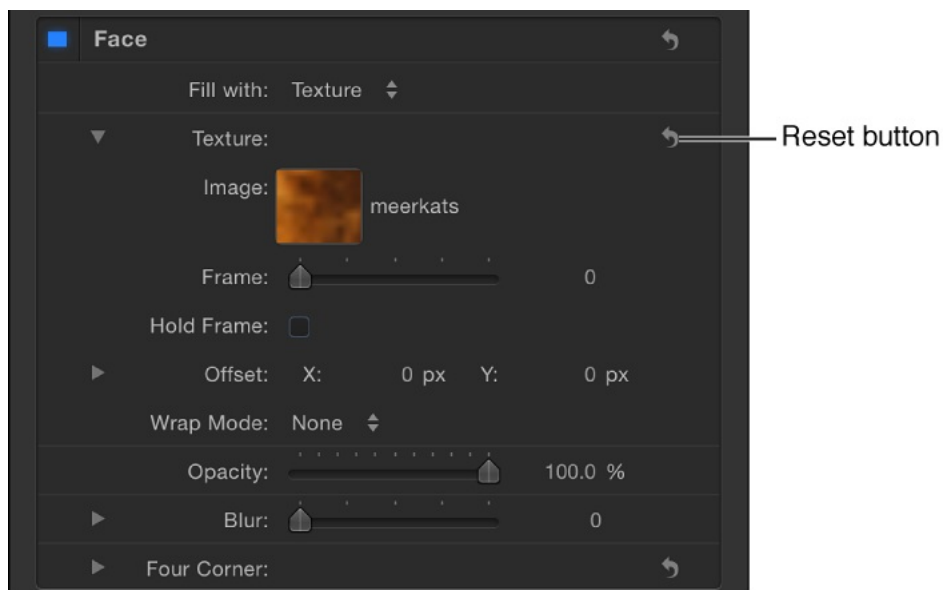 Face
Fill with: Texture
Texture:
Reset button
Image: meerkats
Frame: 0
Hold Frame:
Offset: X: 0 px Y: 0 px
Wrap Mode: None
Opacity: 100.0 %
Blur: 0
Four Corner: